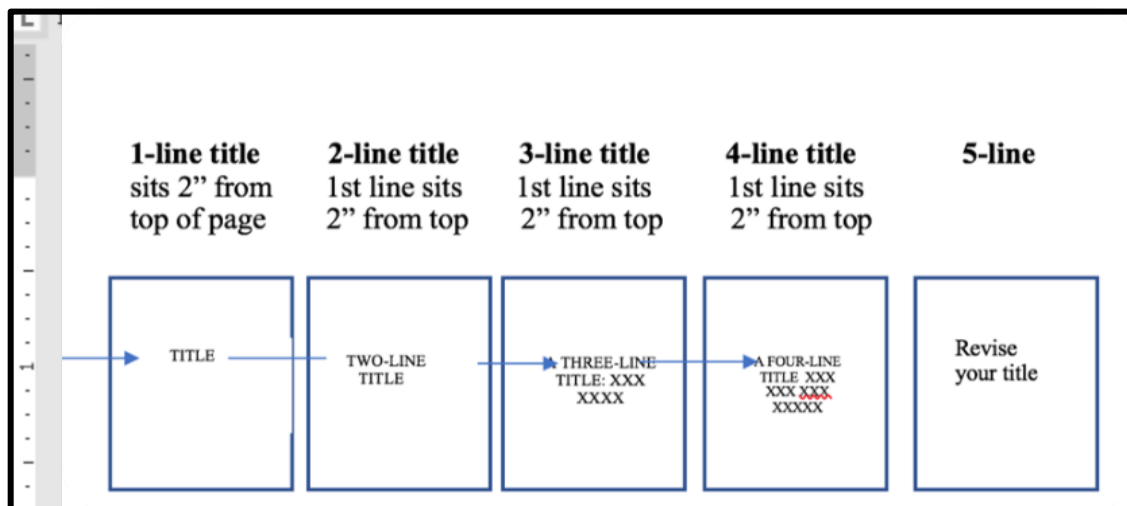 L
1-line title
sits 2” from
top of page
2-line title
1st line sits
2” from top
3-line title
1st line sits
2” from top
4-line title
1st line sits
2” from top
5-line
TITLE
TWO-LINE
TITLE
A THREE-LINE
TITLE: XXX
XXXX
A FOUR-LINE
TITLE XXX
XXX XXX
XXXXX
Revise
your title
1